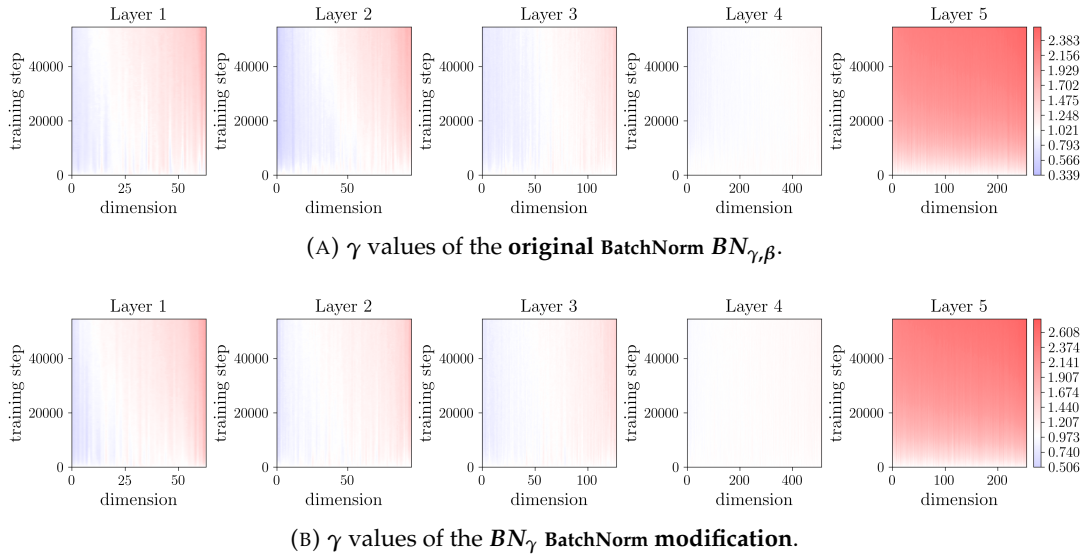 Layer 1
Layer 2
Layer 3
Layer 4
Layer 5
training step
40000
20000
0
0
25
50
dimension
training step
40000
20000
0
0
50
dimension
training step
40000
20000
0
0
50
100
dimension
training step
40000
20000
0
0
200
400
dimension
training step
40000
20000
0
0
100
200
dimension
2.383
2.156
1.929
1.702
1.475
1.248
1.021
0.793
0.566
0.339
(A) γ values of the original BatchNorm BNγ,β.
Layer 1
Layer 2
Layer 3
Layer 4
Layer 5
training step
40000
20000
0
0
25
50
dimension
training step
40000
20000
0
0
50
dimension
training step
40000
20000
0
0
50
100
dimension
training step
40000
20000
0
0
200
400
dimension
training step
40000
20000
0
0
100
200
dimension
2.608
2.374
2.141
1.907
1.674
1.440
1.207
0.973
0.740
0.506
(B) γ values of the BNγ BatchNorm modification.